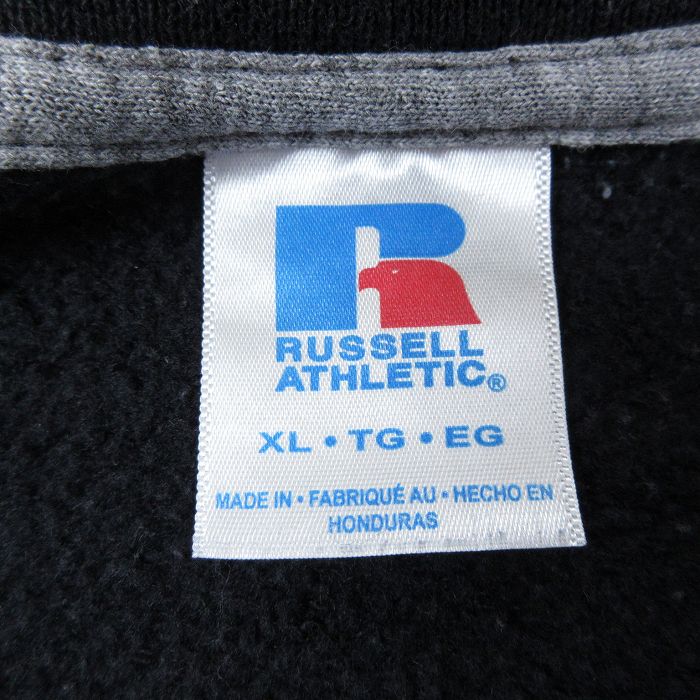 R
RUSSELL
ATHLETIC®
XL • TG • EG
MADE IN • FABRIQUÉ AU • HECHO EN
HONDURAS